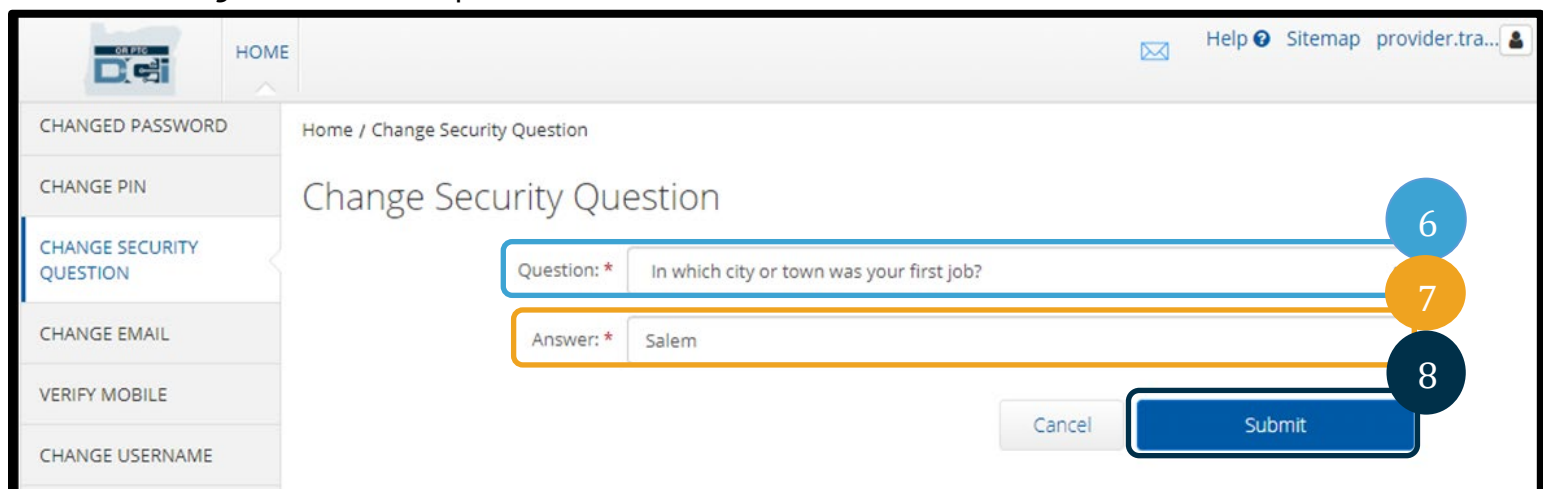 OR PTC
DCi
HOME
Help ? Sitemap provider.tra...
CHANGED PASSWORD
CHANGE PIN
CHANGE SECURITY
QUESTION
CHANGE EMAIL
VERIFY MOBILE
CHANGE USERNAME
Home / Change Security Question
Change Security Question
6
Question: * In which city or town was your first job?
7
Answer: * Salem
8
Cancel Submit